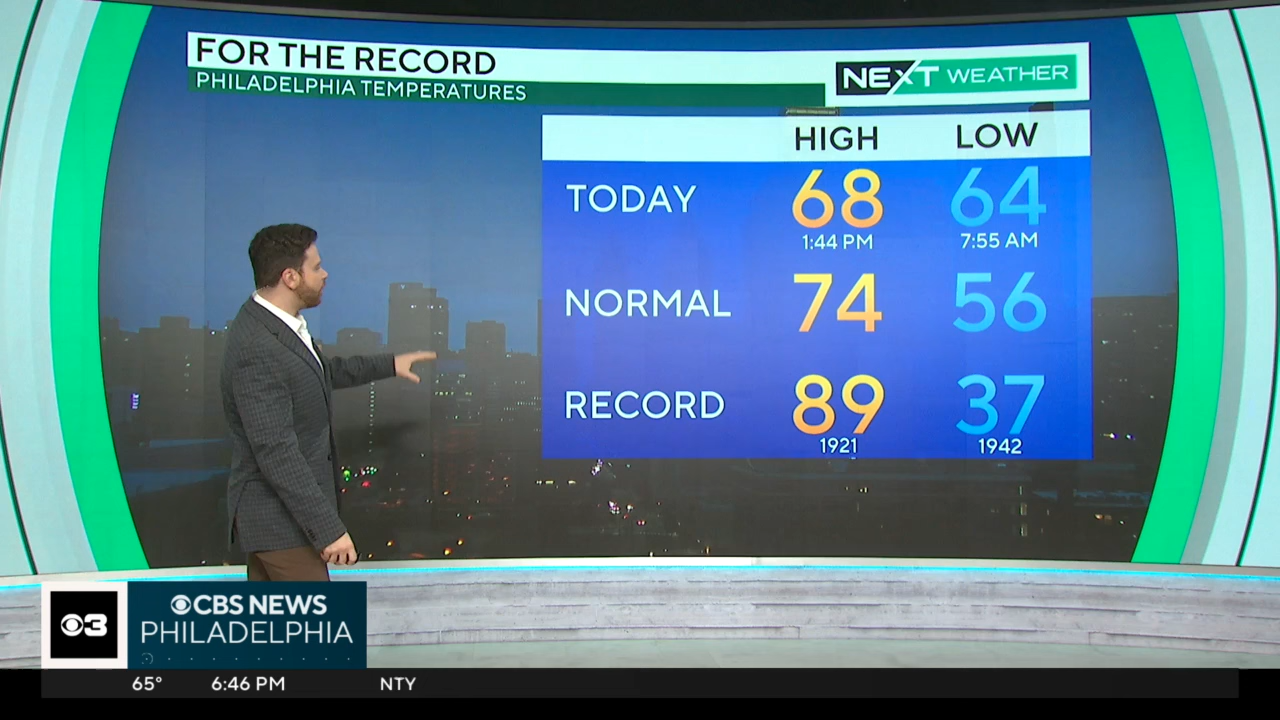 FOR THE RECORD
PHILADELPHIA TEMPERATURES
NEXT WEATHER
HIGH LOW
TODAY 68 64
1:44 PM 7:55 AM
NORMAL 74 56
RECORD 89 37
1921 1942
3 CBS NEWS
PHILADELPHIA
65° 6:46 PM NTY